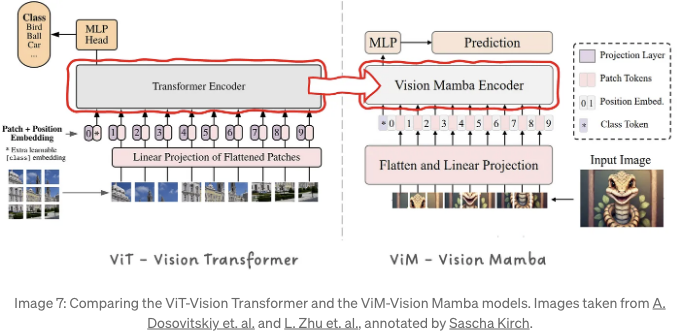 Class
Bird
Ball
Car
...
MLP
Head
Transformer Encoder
Patch + Position
Embedding
* Extra learnable
[class] embedding
0 * 1 2 3 4 5 6 7 8 9
Linear Projection of Flattened Patches
ViT - Vision Transformer
MLP
Prediction
Vision Mamba Encoder
* 0 1 2 3 4 5 6 7 8 9
Flatten and Linear Projection
ViM - Vision Mamba
Projection Layer
Patch Tokens
0 1 Position Embed.
* Class Token
Input Image
Image 7: Comparing the ViT-Vision Transformer and the ViM-Vision Mamba models. Images taken from A.
Dosovitskiy et. al. and L. Zhu et. al., annotated by Sascha Kirch.